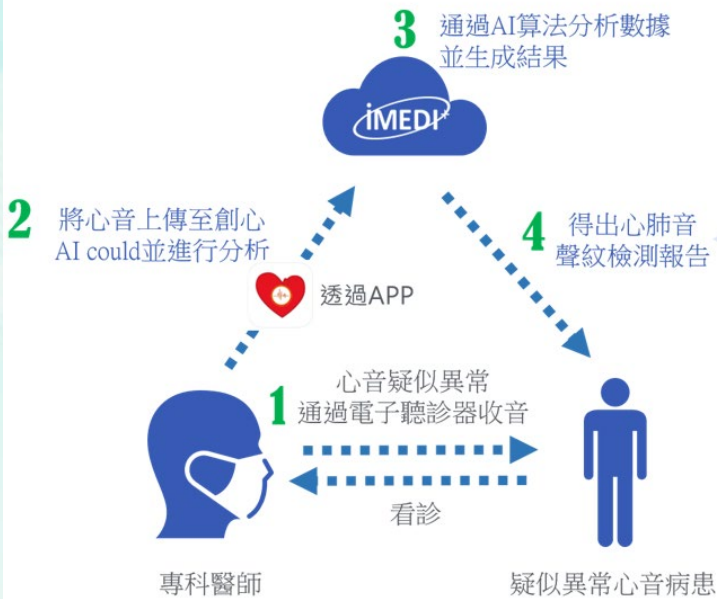 3 通過AI算法分析數據
並生成結果
iMEDI+
2 將心音上傳至創心
AI could並進行分析
4 得出心肺音
聲紋檢測報告
透過APP
1 心音疑似異常
通過電子聽診器收音
看診
專科醫師
疑似異常心音病患